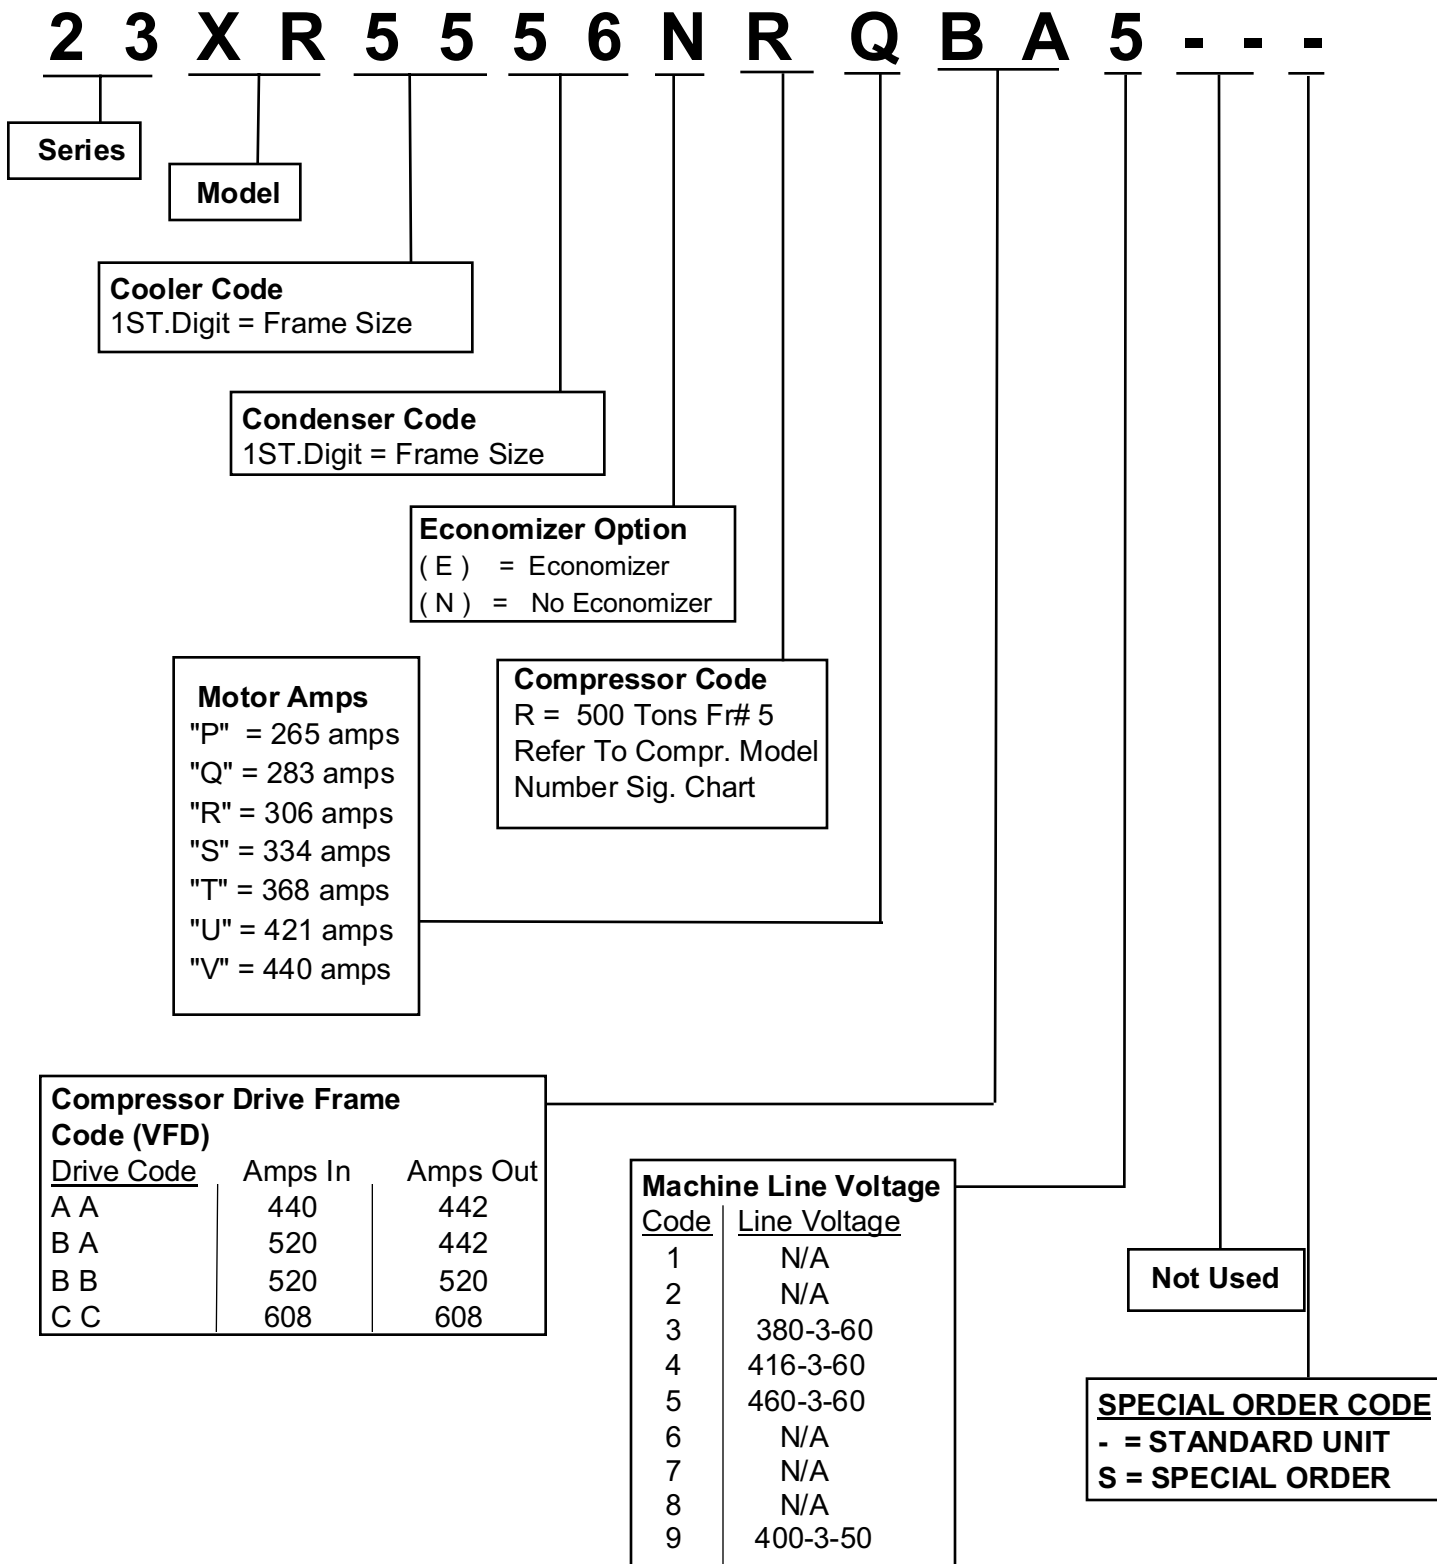 2 3 X R 5 5 5 6 N R Q B A 5 - - -
Series
Model
Cooler Code
1ST.Digit = Frame Size
Condenser Code
1ST.Digit = Frame Size
Economizer Option
( E ) = Economizer
( N ) = No Economizer
Motor Amps
"P" = 265 amps
"Q" = 283 amps
"R" = 306 amps
"S" = 334 amps
"T" = 368 amps
"U" = 421 amps
"V" = 440 amps
Compressor Code
R = 500 Tons Fr# 5
Refer To Compr. Model
Number Sig. Chart
Compressor Drive Frame
Code (VFD)
Drive Code Amps In Amps Out
A A 440 442
B A 520 442
B B 520 520
C C 608 608
Machine Line Voltage
Code Line Voltage
1 N/A
2 N/A
3 380-3-60
4 416-3-60
5 460-3-60
6 N/A
7 N/A
8 N/A
9 400-3-50
Not Used
SPECIAL ORDER CODE
- = STANDARD UNIT
S = SPECIAL ORDER